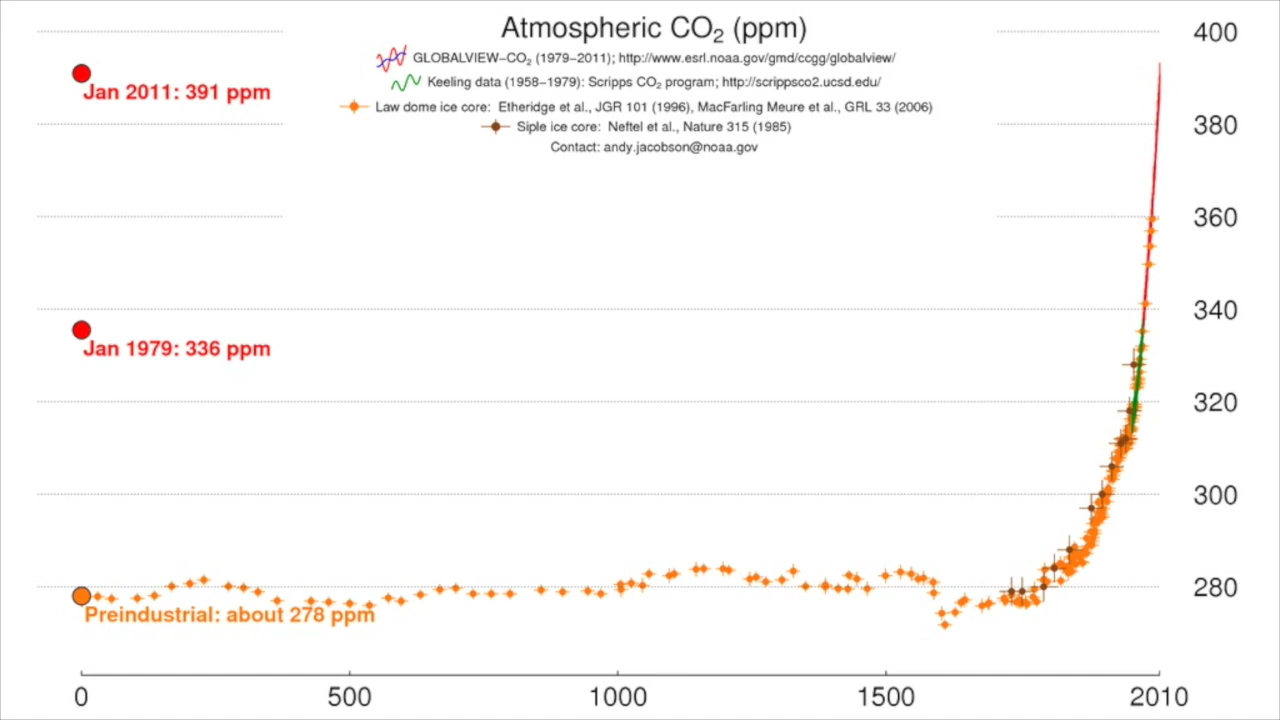 Atmospheric CO₂ (ppm)
GLOBALVIEW−CO₂ (1979−2011); http://www.esrl.noaa.gov/gmd/ccgg/globalview/
Keeling data (1958−1979): Scripps CO₂ program; http://scrippsco2.ucsd.edu/
Law dome ice core: Etheridge et al., JGR 101 (1996), MacFarling Meure et al., GRL 33 (2006)
Siple ice core: Neftel et al., Nature 315 (1985)
Contact: andy.jacobson@noaa.gov
400
Jan 2011: 391 ppm
380
360
340
Jan 1979: 336 ppm
320
300
280
Preindustrial: about 278 ppm
0 500 1000 1500 2010